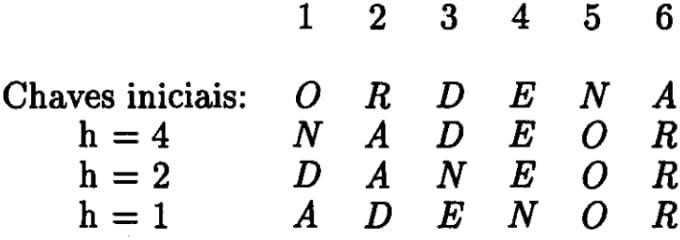 1 2 3 4 5 6
Chaves iniciais: O R D E N A
h = 4 N A D E O R
h = 2 D A N E O R
h = 1 A D E N O R